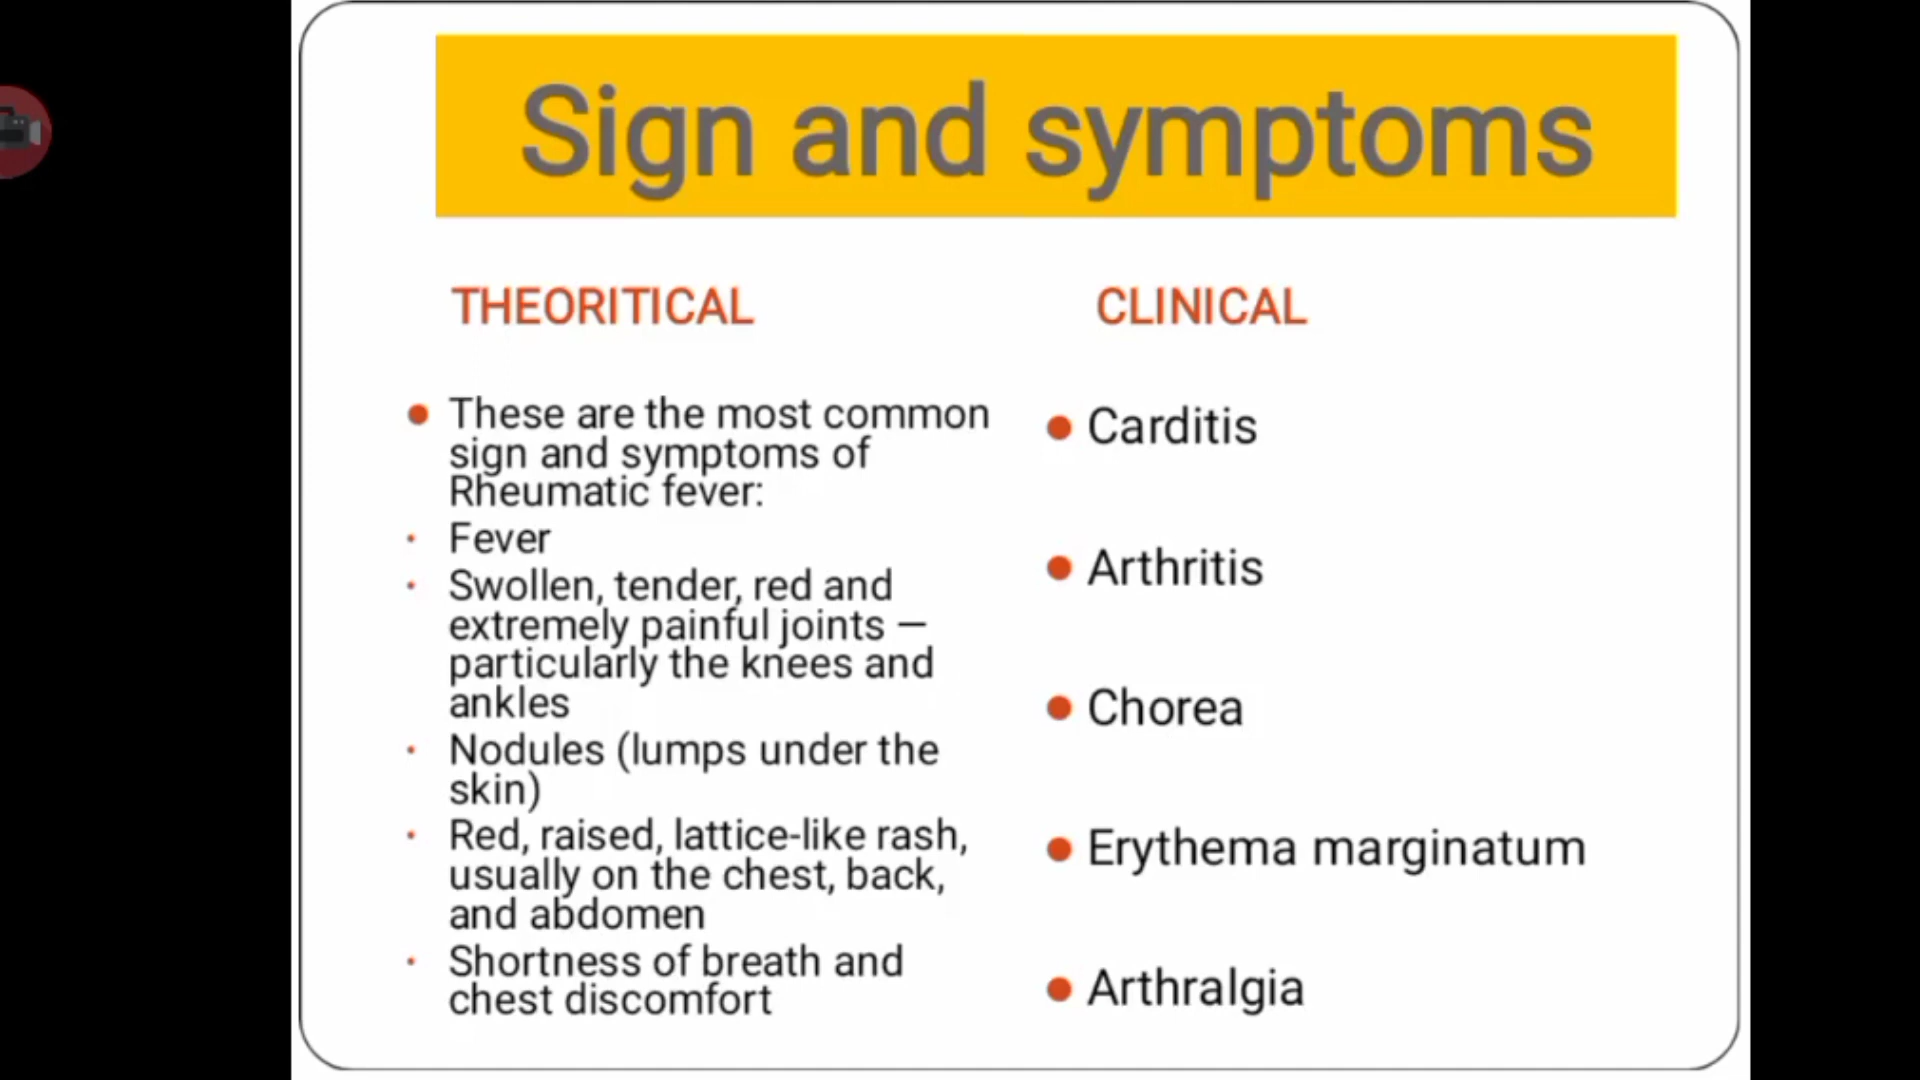 Sign and symptoms
THEORITICAL
These are the most common
sign and symptoms of
Rheumatic fever:
Fever
Swollen, tender, red and
extremely painful joints —
particularly the knees and
ankles
Nodules (lumps under the
skin)
Red, raised, lattice-like rash,
usually on the chest, back,
and abdomen
Shortness of breath and
chest discomfort
CLINICAL
Carditis
Arthritis
Chorea
Erythema marginatum
Arthralgia